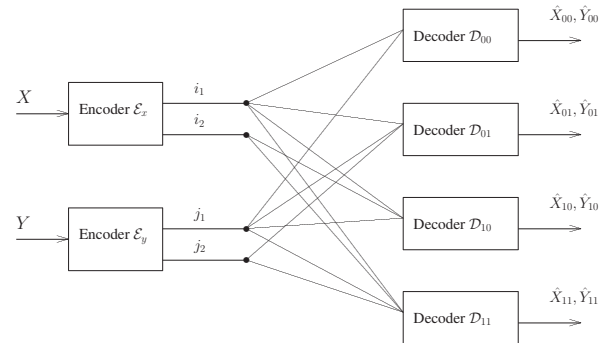 X
Encoder 𝓔ₓ
i₁
i₂
Y
Encoder 𝓔ᵧ
j₁
j₂
Decoder 𝒟₀₀
X̂₀₀, Ŷ₀₀
Decoder 𝒟₀₁
X̂₀₁, Ŷ₀₁
Decoder 𝒟₁₀
X̂₁₀, Ŷ₁₀
Decoder 𝒟₁₁
X̂₁₁, Ŷ₁₁